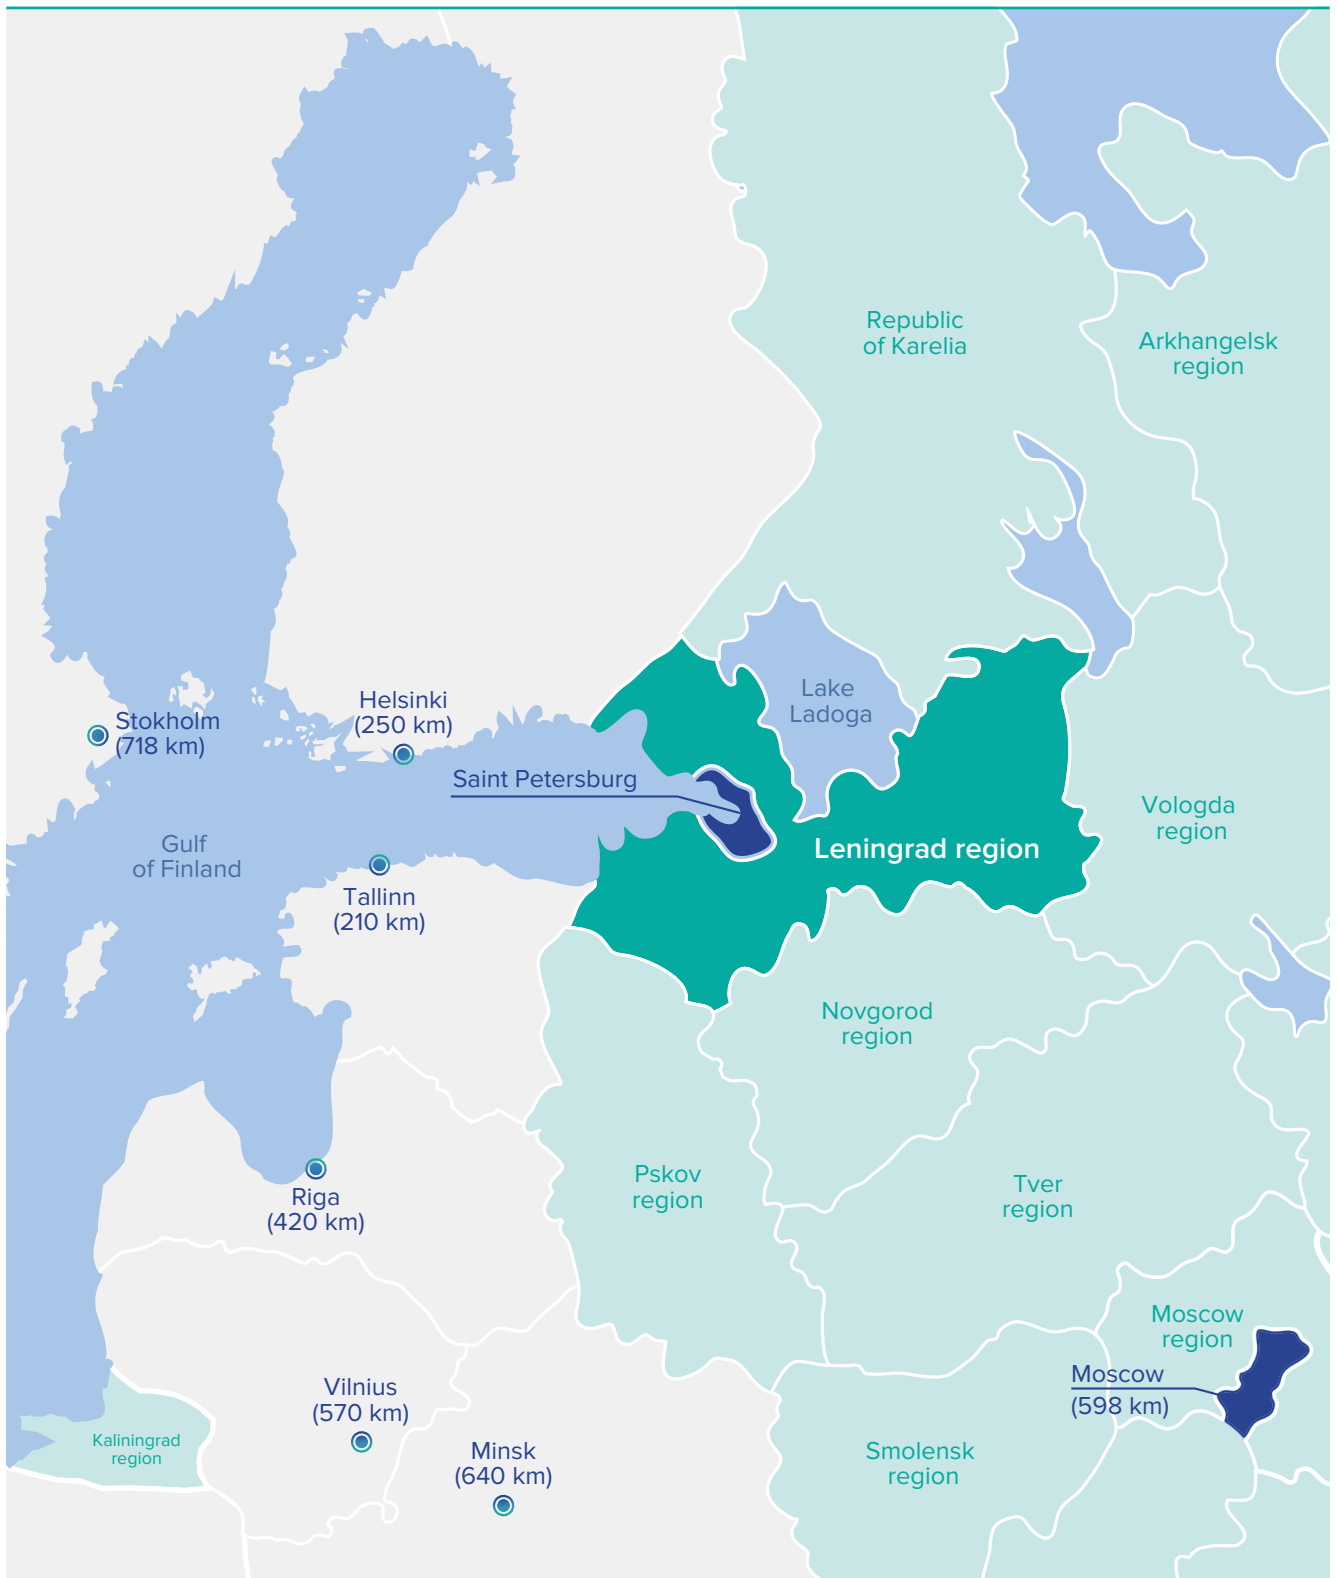 Republic
of Karelia
Arkhangelsk
region
Lake
Ladoga
Helsinki
(250 km)
Stokholm
(718 km)
Saint Petersburg
Vologda
region
Gulf
of Finland
Leningrad region
Tallinn
(210 km)
Novgorod
region
Pskov
region
Tver
region
Riga
(420 km)
Moscow
region
Moscow
(598 km)
Vilnius
(570 km)
Kaliningrad
region
Minsk
(640 km)
Smolensk
region